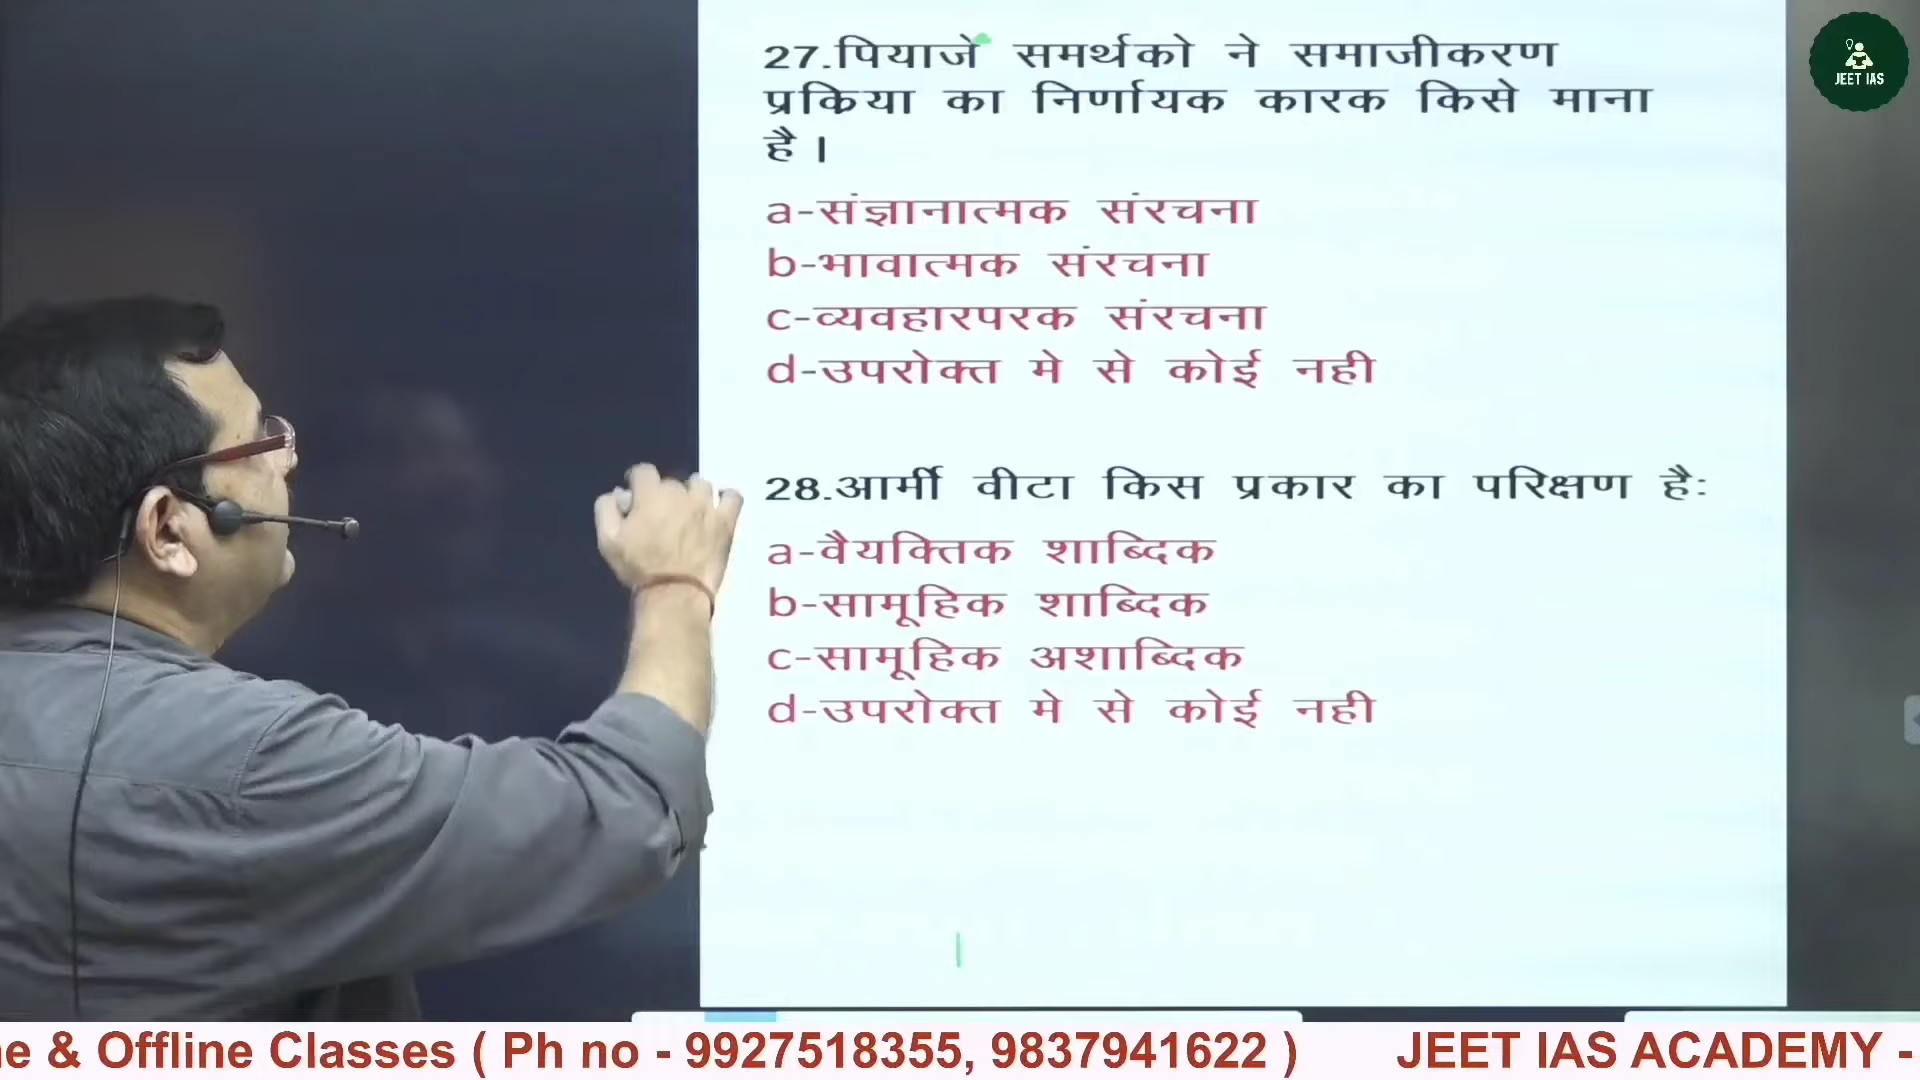 27.पियाजे समर्थको ने समाजीकरण
प्रकिया का निर्णायक कारक किसे माना
है ।
a-संज्ञानात्मक संरचना
b-भावात्मक संरचना
c-व्यवहारपरक संरचना
d-उपरोक्त मे से कोई नही
28.आर्मी वीटा किस प्रकार का परिक्षण हैः
a-वैयक्तिक शाब्दिक
b-सामूहिक शाब्दिक
c-सामूहिक अशाब्दिक
d-उपरोक्त मे से कोई नही
JEET IAS
e & Offline Classes ( Ph no - 9927518355, 9837941622 ) JEET IAS ACADEMY -